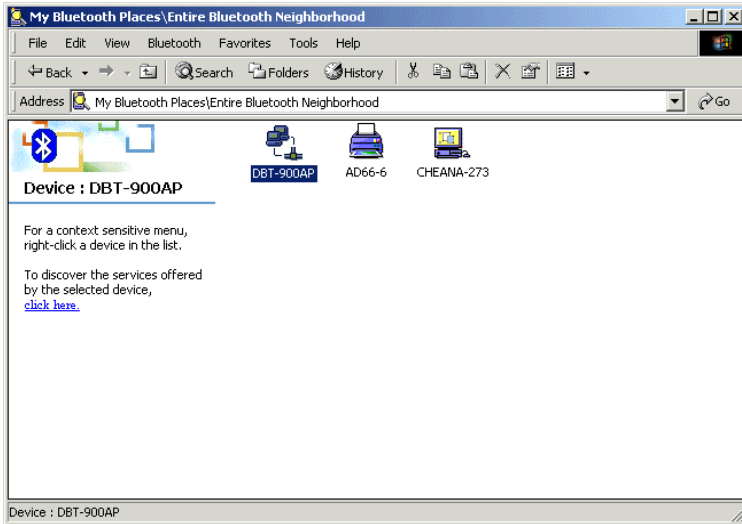 My Bluetooth Places\Entire Bluetooth Neighborhood
File Edit View Bluetooth Favorites Tools Help
Back Search Folders History
Address My Bluetooth Places\Entire Bluetooth Neighborhood Go
DBT-900AP AD66-6 CHEANA-273
Device : DBT-900AP
For a context sensitive menu,
right-click a device in the list.
To discover the services offered
by the selected device,
click here.
Device : DBT-900AP